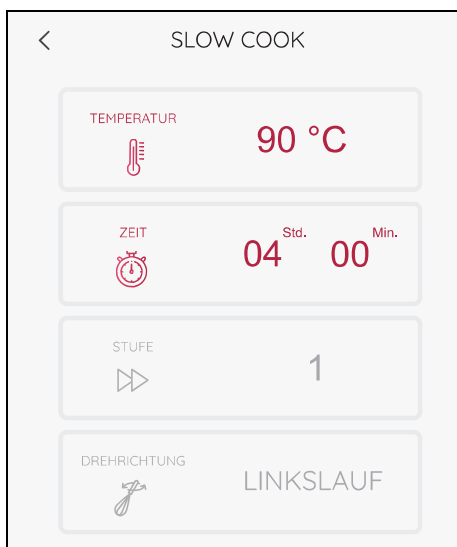 SLOW COOK
TEMPERATUR
90 °C
ZEIT
04 Std. 00 Min.
STUFE
1
DREHRICHTUNG
LINKSLAUF